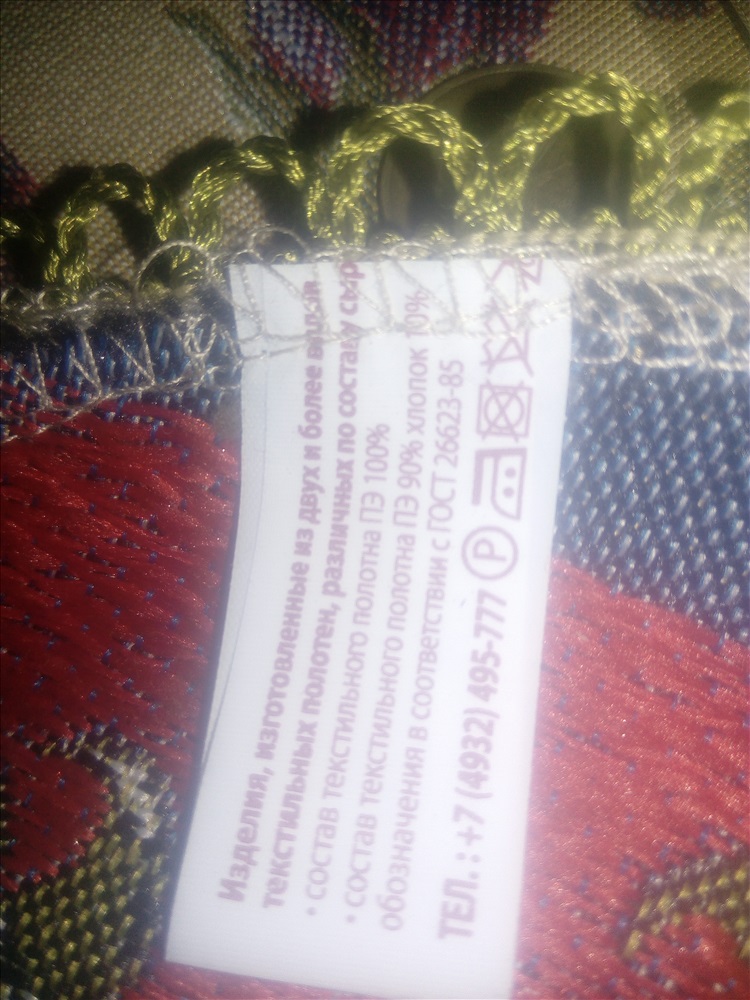 Изделия, изготовленные из двух и более видов
текстильных полотен, различных по составу сыр
• состав текстильного полотна ПЭ 100%
• состав текстильного полотна ПЭ 90% хлопок 10%
обозначения в соответствии с ГОСТ 26623-85
ТЕЛ.: +7 (4932) 495-777 P